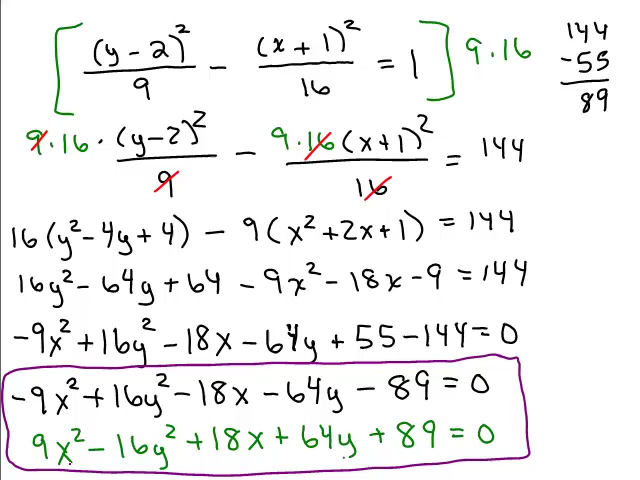 [ (y - 2)²/9 - (x + 1)²/16 = 1 ] 9·16
144
-55
89
9·16 · (y-2)²/9 - 9·16(x+1)²/16 = 144
16(y² - 4y + 4) - 9(x² + 2x + 1) = 144
16y² - 64y + 64 - 9x² - 18x - 9 = 144
-9x² + 16y² - 18x - 64y + 55 - 144 = 0
-9x² + 16y² - 18x - 64y - 89 = 0
9x² - 16y² + 18x + 64y + 89 = 0